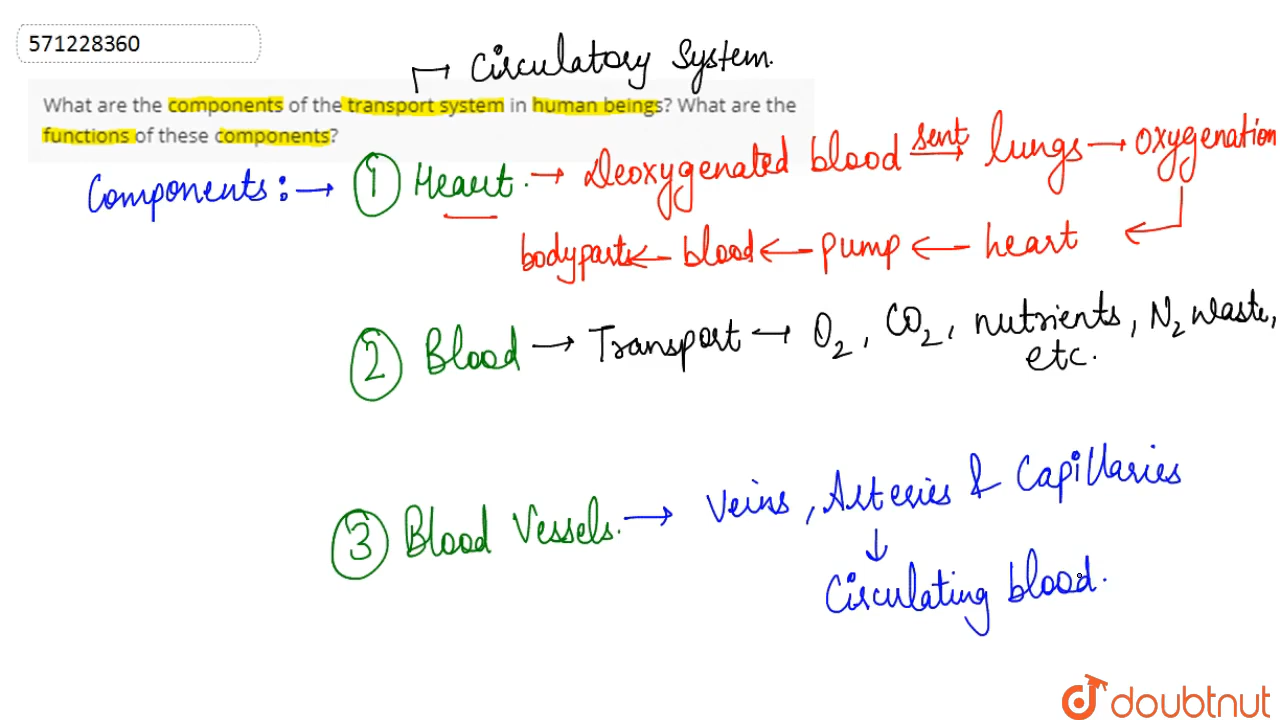 571228360
Circulatory System.
What are the components of the transport system in human beings? What are the
functions of these components?
Components: → ① Heart. → Deoxygenated blood sent→ lungs → oxygenation
bodyparts ← blood ← pump ← heart
② Blood → Transport → O₂, CO₂, nutrients, N₂ waste,
etc.
③ Blood Vessels. → Veins, Arteries & Capillaries
↓
Circulating blood.
doubtnut